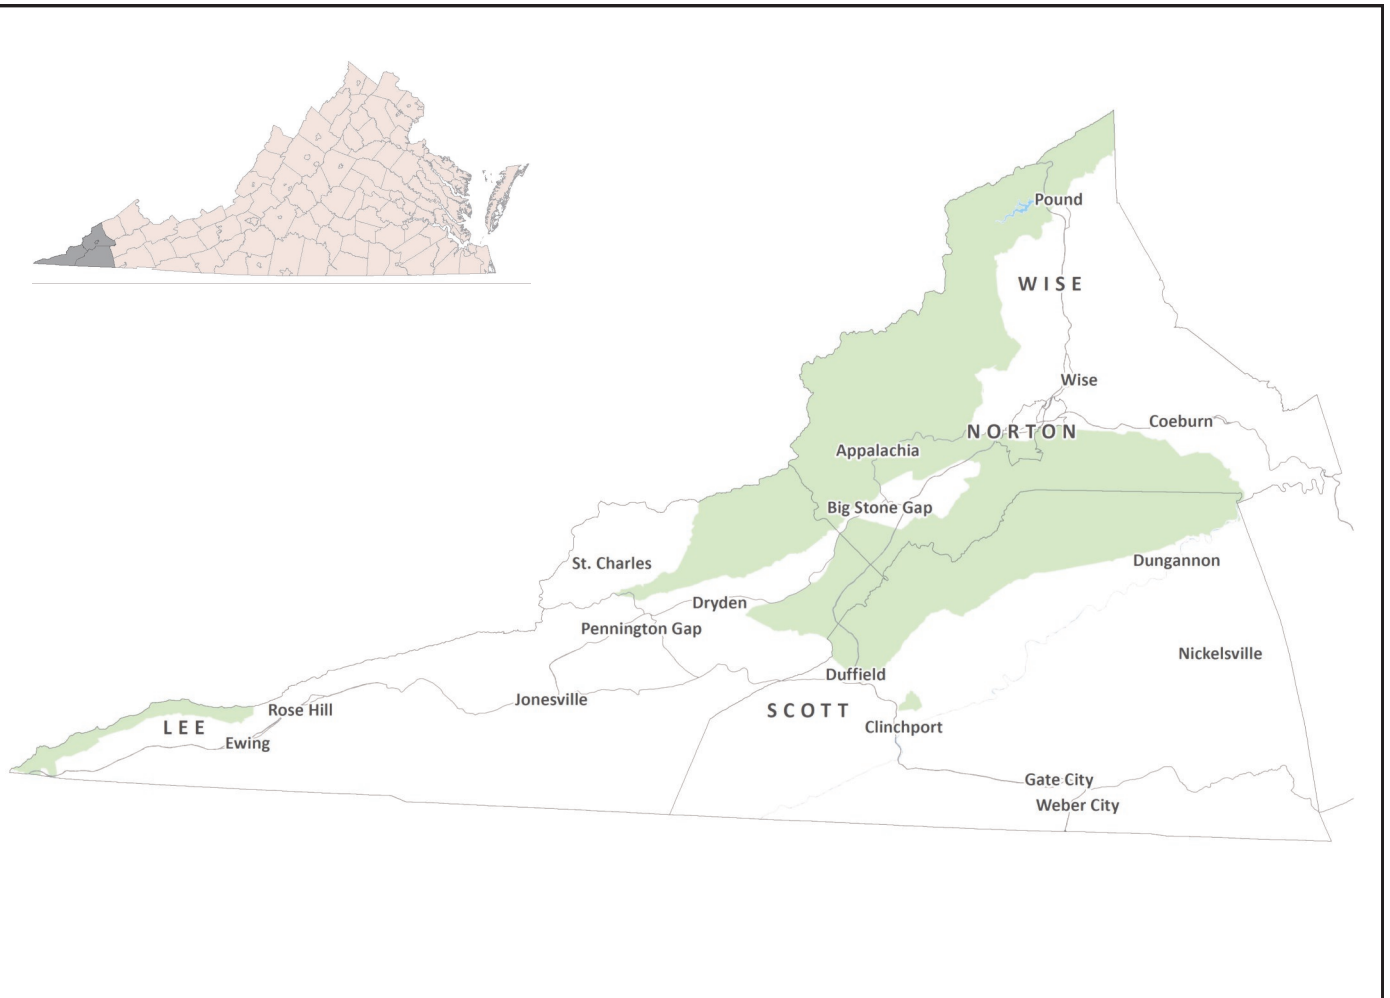 Pound
WISE
Wise
Coeburn
NORTON
Appalachia
Big Stone Gap
St. Charles
Dungannon
Dryden
Pennington Gap
Nickelsville
Duffield
Jonesville
Rose Hill
SCOTT
LEE
Clinchport
Ewing
Gate City
Weber City